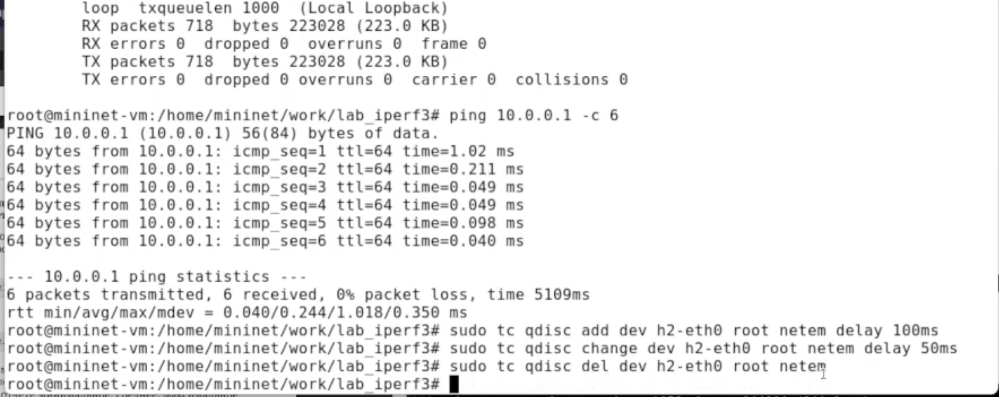 loop  txqueuelen 1000  (Local Loopback)
RX packets 718  bytes 223028 (223.0 KB)
RX errors 0  dropped 0  overruns 0  frame 0
TX packets 718  bytes 223028 (223.0 KB)
TX errors 0  dropped 0 overruns 0  carrier 0  collisions 0
root@mininet-vm:/home/mininet/work/lab_iperf3# ping 10.0.0.1 -c 6
PING 10.0.0.1 (10.0.0.1) 56(84) bytes of data.
64 bytes from 10.0.0.1: icmp_seq=1 ttl=64 time=1.02 ms
64 bytes from 10.0.0.1: icmp_seq=2 ttl=64 time=0.211 ms
64 bytes from 10.0.0.1: icmp_seq=3 ttl=64 time=0.049 ms
64 bytes from 10.0.0.1: icmp_seq=4 ttl=64 time=0.049 ms
64 bytes from 10.0.0.1: icmp_seq=5 ttl=64 time=0.098 ms
64 bytes from 10.0.0.1: icmp_seq=6 ttl=64 time=0.040 ms
--- 10.0.0.1 ping statistics ---
6 packets transmitted, 6 received, 0% packet loss, time 5109ms
rtt min/avg/max/mdev = 0.040/0.244/1.018/0.350 ms
root@mininet-vm:/home/mininet/work/lab_iperf3# sudo tc qdisc add dev h2-eth0 root netem delay 100ms
root@mininet-vm:/home/mininet/work/lab_iperf3# sudo tc qdisc change dev h2-eth0 root netem delay 50ms
root@mininet-vm:/home/mininet/work/lab_iperf3# sudo tc qdisc del dev h2-eth0 root netem
root@mininet-vm:/home/mininet/work/lab_iperf3#